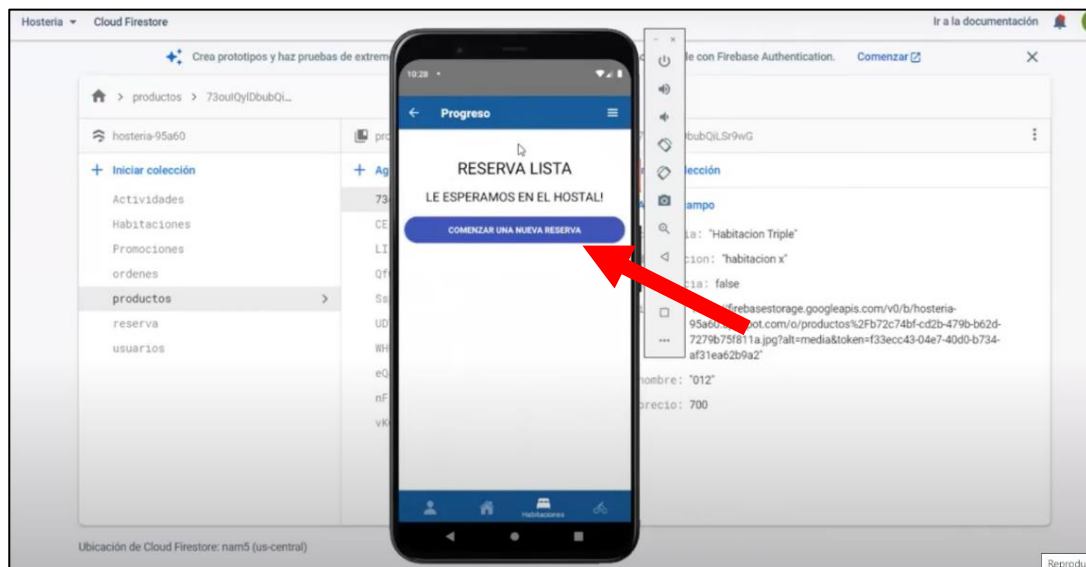 Hosteria
Cloud Firestore
Ir a la documentación
Crea prototipos y haz pruebas de extrem
le con Firebase Authentication.
Comenzar
productos > 73ouIQylDbubQi...
hosteria-95a60
pro
bubQiLSr9wG
Iniciar colección
Actividades
Habitaciones
Promociones
ordenes
productos
reserva
usuarios
Ag
73
CE
LI
Qf
Ss
UD
WH
eQ
nF
vK
10:28
Progreso
RESERVA LISTA
LE ESPERAMOS EN EL HOSTAL!
COMENZAR UNA NUEVA RESERVA
Habitaciones
lección
ampo
ia: "Habitacion Triple"
cion: "habitacion x"
cia: false
firebasestorage.googleapis.com/v0/b/hosteria-
95a60. pot.com/o/productos%2Fb72c74bf-cd2b-479b-b62d-
7279b75f811a.jpg?alt=media&token=f33ecc43-04e7-40d0-b734-
af31ea62b9a2"
nombre: "012"
precio: 700
Ubicación de Cloud Firestore: nam5 (us-central)
Reprodu